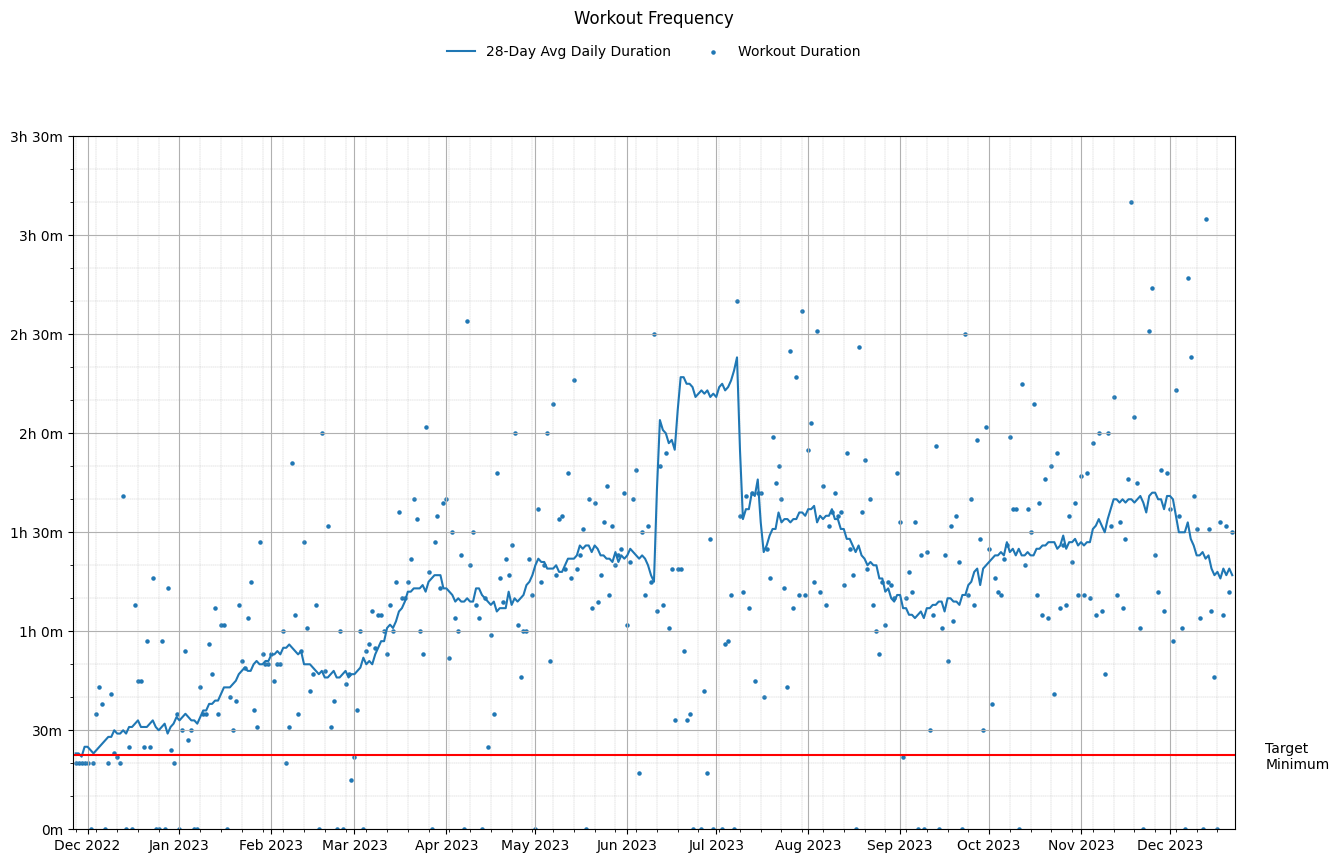 Workout Frequency
28-Day Avg Daily Duration
Workout Duration
3h 30m
3h 0m
2h 30m
2h 0m
1h 30m
1h 0m
30m
0m
Target
Minimum
Dec 2022
Jan 2023
Feb 2023
Mar 2023
Apr 2023
May 2023
Jun 2023
Jul 2023
Aug 2023
Sep 2023
Oct 2023
Nov 2023
Dec 2023